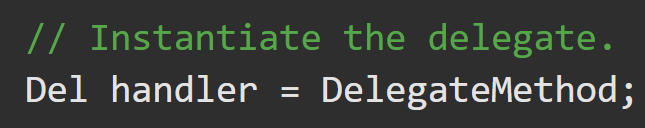 // Instantiate the delegate.
Del handler = DelegateMethod;